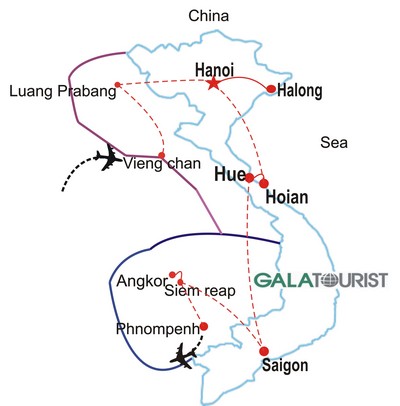 China
Hanoi
Luang Prabang
Halong
Sea
Vieng chan
Hue
Hoian
GALATOURIST
Angkor
Siem reap
Phnompenh
Saigon